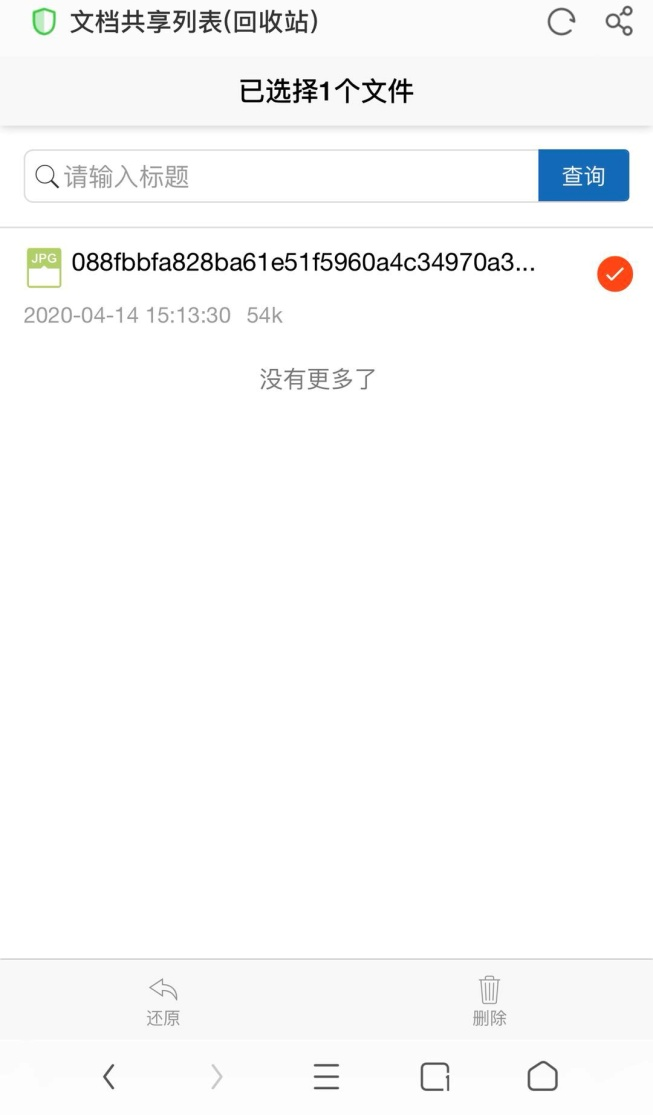 文档共享列表(回收站)
已选择1个文件
请输入标题
查询
JPG
088fbbfa828ba61e51f5960a4c34970a3...
2020-04-14 15:13:30 54k
没有更多了
还原
删除